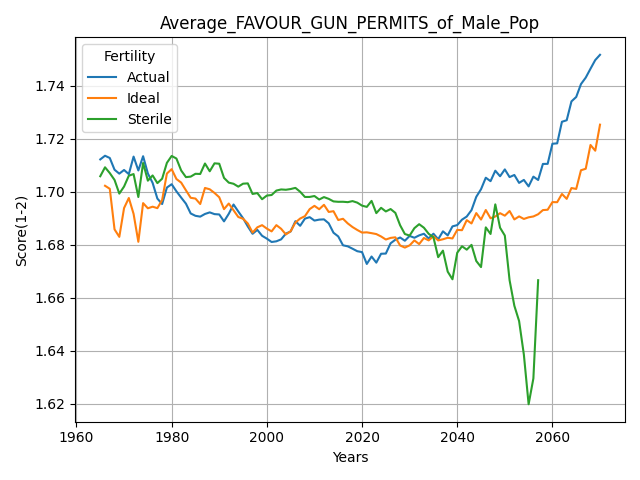 Average_FAVOUR_GUN_PERMITS_of_Male_Pop
Fertility
Actual
Ideal
Sterile
Score(1-2)
1.74
1.72
1.70
1.68
1.66
1.64
1.62
1960 1980 2000 2020 2040 2060
Years